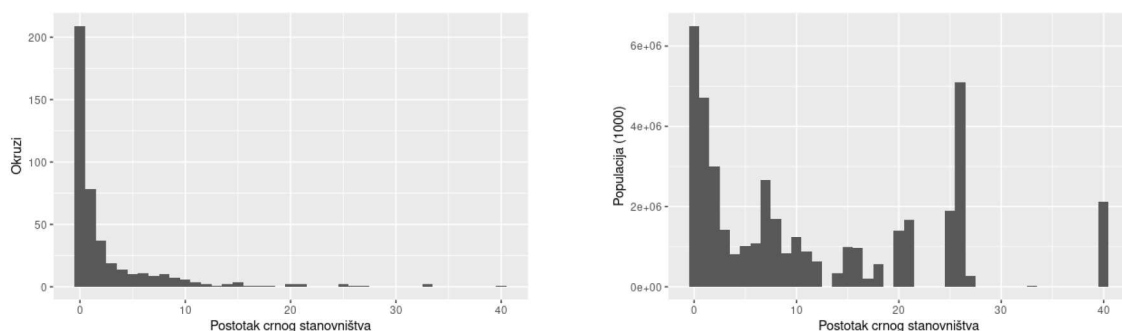 200
150
100
50
0
Okruzi
0
10
20
30
40
Postotak crnog stanovništva
6e+06
4e+06
2e+06
0e+00
Populacija (1000)
0
10
20
30
40
Postotak crnog stanovništva